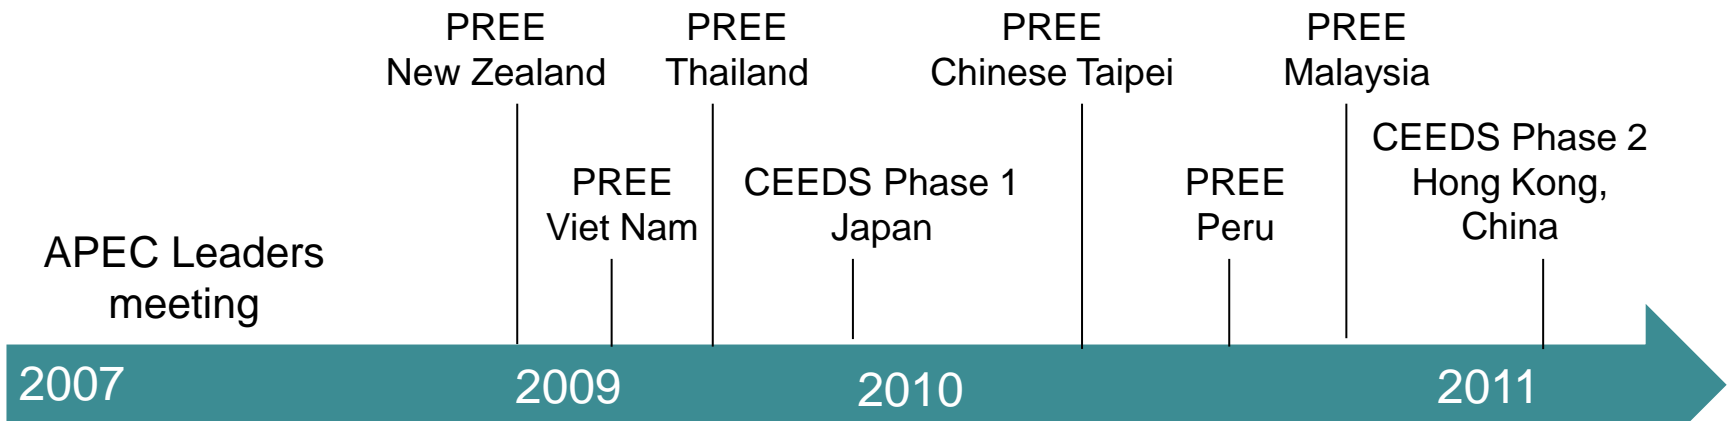 PREE
New Zealand
PREE
Thailand
PREE
Chinese Taipei
PREE
Malaysia
PREE
Viet Nam
CEEDS Phase 1
Japan
PREE
Peru
CEEDS Phase 2
Hong Kong,
China
APEC Leaders
meeting
2007
2009
2010
2011